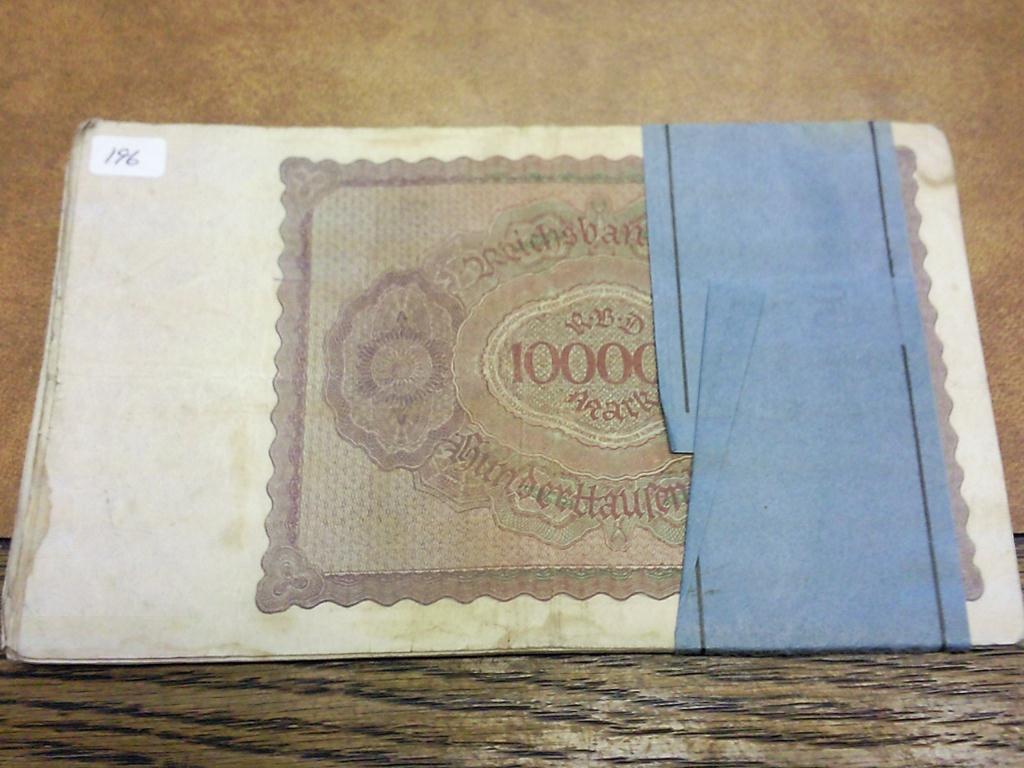 196
Reichsban
R.B.D
10000
Mark
Hunderttausen